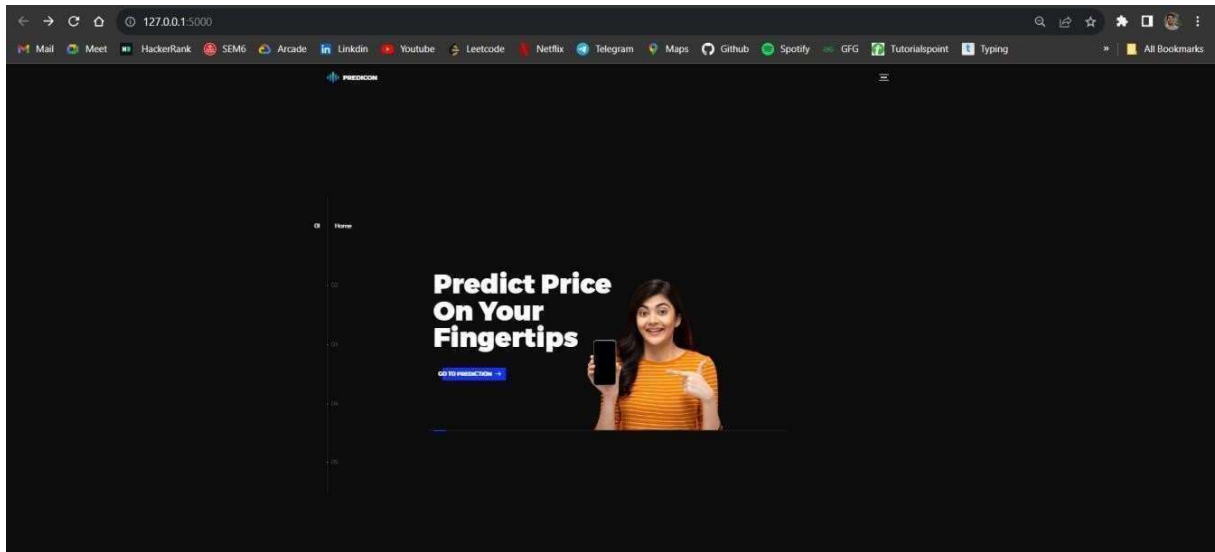 127.0.0.1:5000
Mail Meet HackerRank SEM6 Arcade Linkdin Youtube Leetcode Netflix Telegram Maps Github Spotify GFG Tutorialspoint Typing » All Bookmarks
PREDICON
01 Home
02
Predict Price
On Your
Fingertips
03
GO TO PREDICTION →
04
05